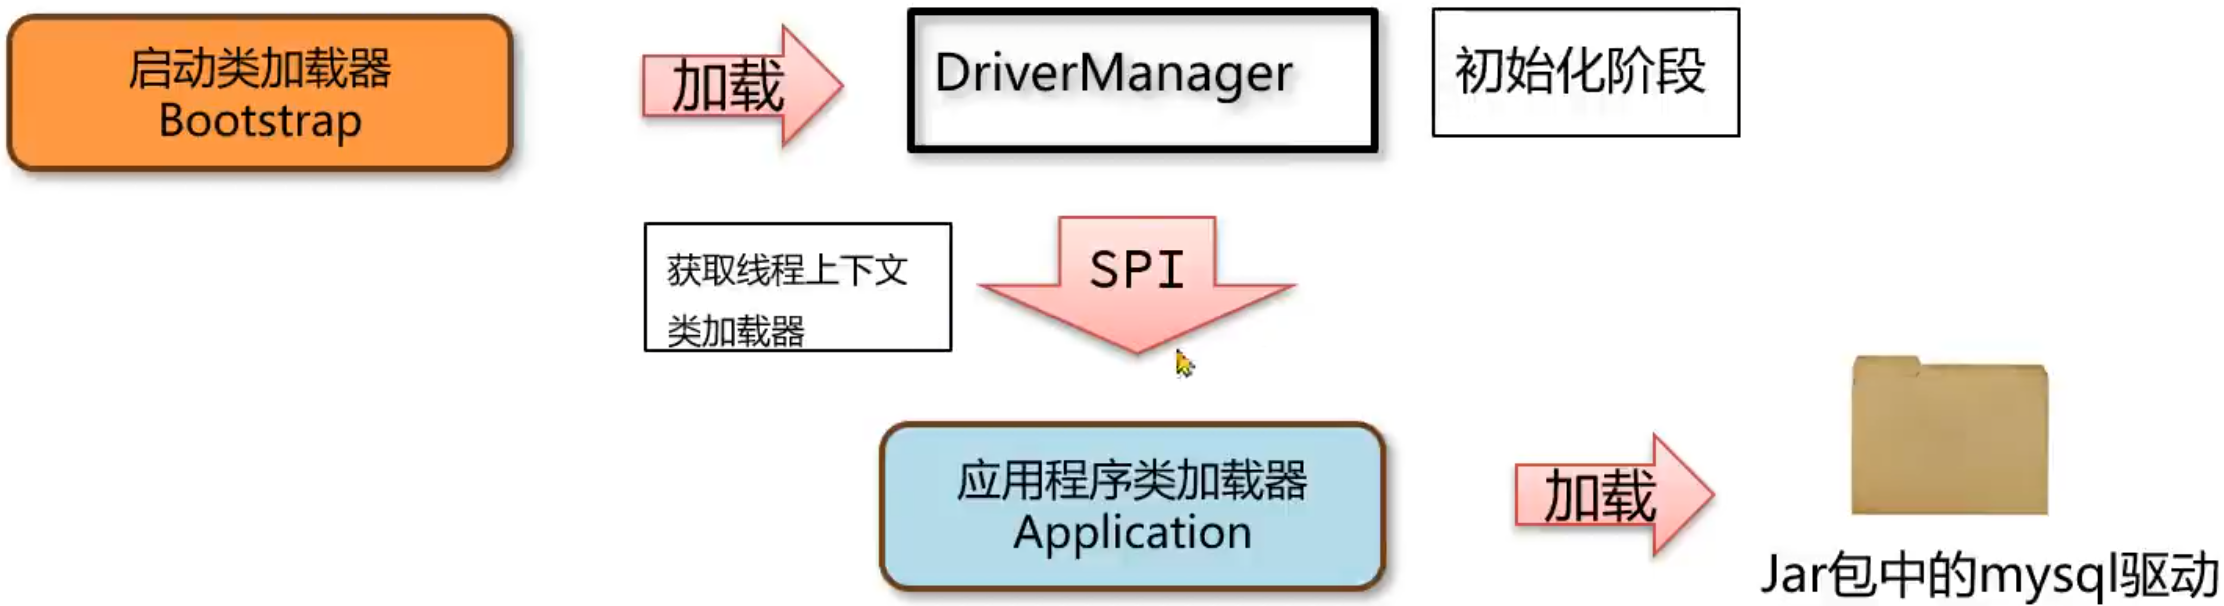 启动类加载器
Bootstrap
加载
DriverManager
初始化阶段
获取线程上下文
类加载器
SPI
应用程序类加载器
Application
加载
Jar包中的mysql驱动